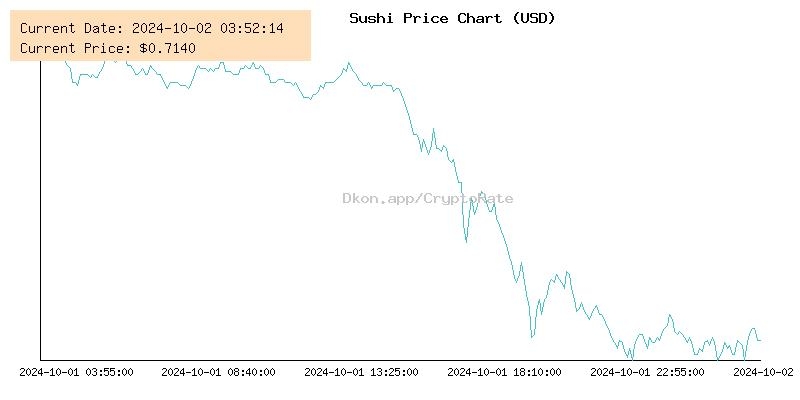 Sushi Price Chart (USD)
Current Date: 2024-10-02 03:52:14
Current Price: $0.7140
Dkon.app/CryptoRate
2024-10-01 03:55:00 2024-10-01 08:40:00 2024-10-01 13:25:00 2024-10-01 18:10:00 2024-10-01 22:55:00 2024-10-02